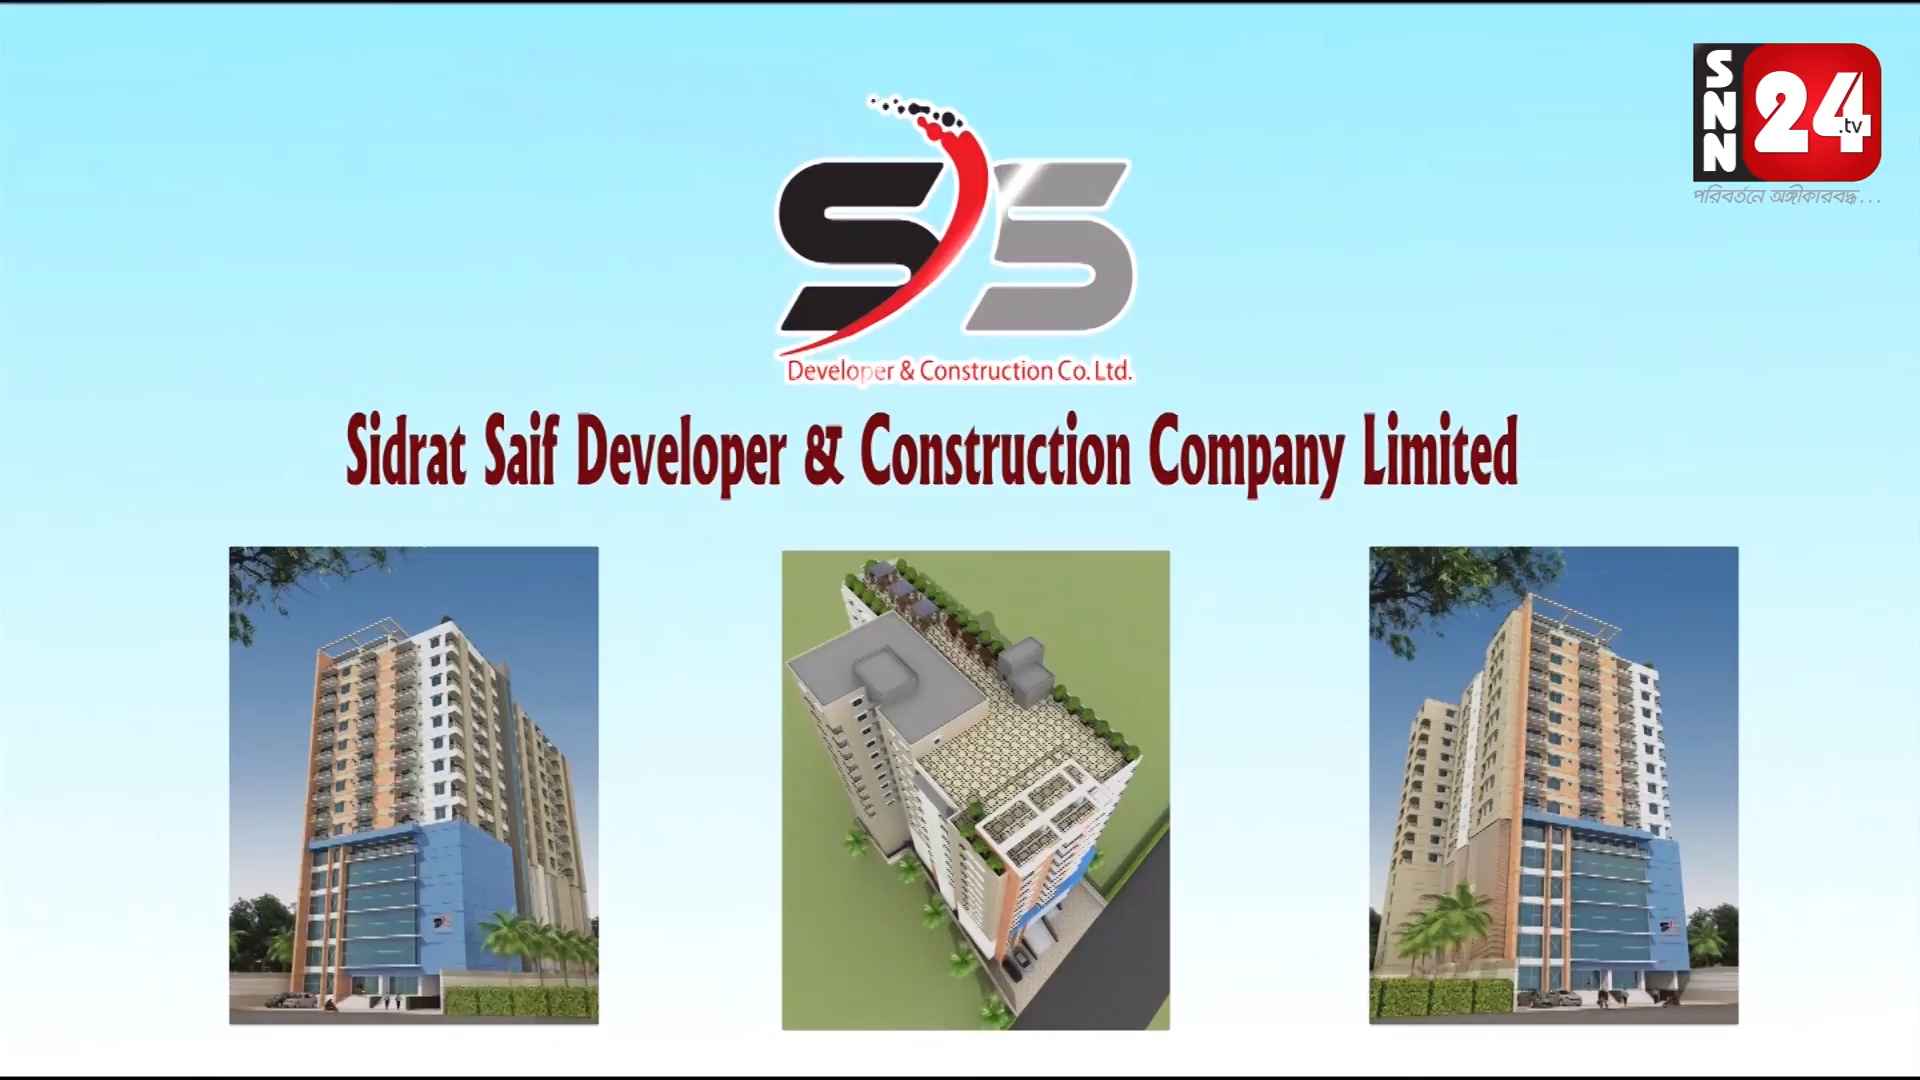 SNN
24
.tv
পরিবর্তনে অঙ্গীকারবদ্ধ...
SS
Developer & Construction Co. Ltd.
Sidrat Saif Developer & Construction Company Limited